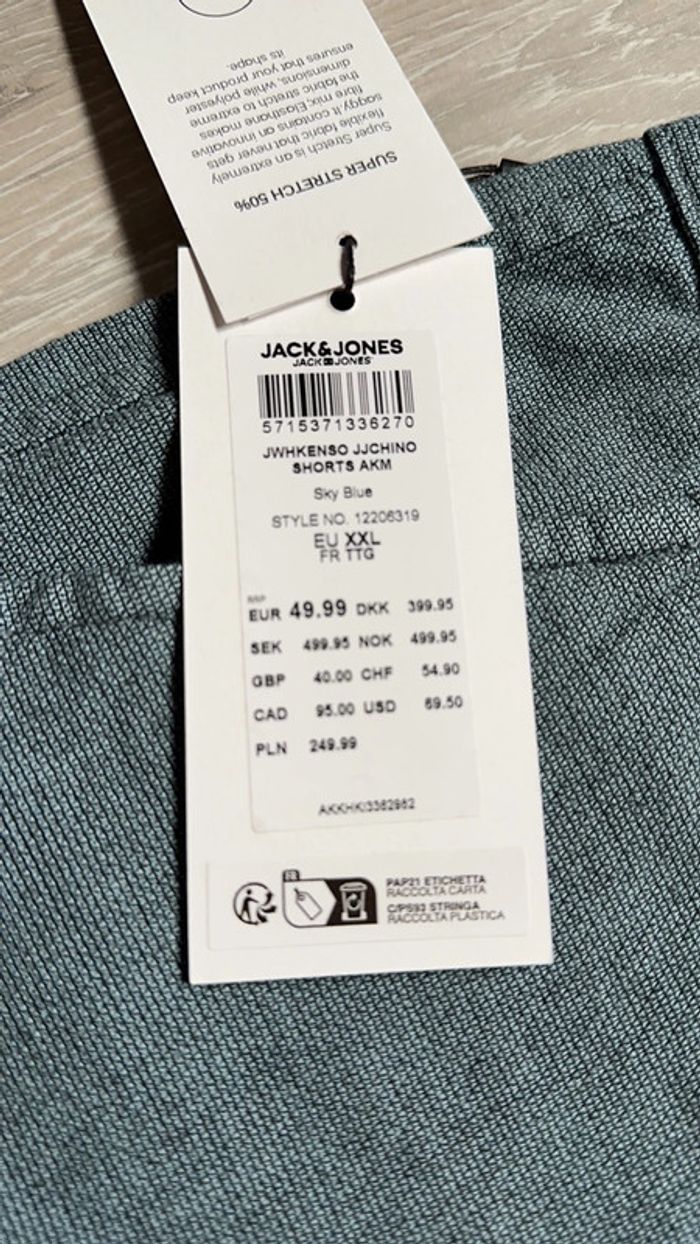 SUPER STRETCH 50%
Super Stretch is an extremely
flexible fabric that never gets
saggy. It contains an innovative
fibre mix; Elasthane makes
the fabric stretch to extreme
dimensions, while polyester
ensures that your product keep
its shape.
JACK&JONES
JACK JONES
5715371336270
JWHKENSO JJCHINO
SHORTS AKM
Sky Blue
STYLE NO. 12206319
EU XXL
FR TTG
RRP
EUR 49.99 DKK 399.95
SEK 499.95 NOK 499.95
GBP 40.00 CHF 54.90
CAD 95.00 USD 69.50
PLN 249.99
AKKHKI3362982
FR
PAP21 ETICHETTA
RACCOLTA CARTA
C/PS93 STRINGA
RACCOLTA PLASTICA